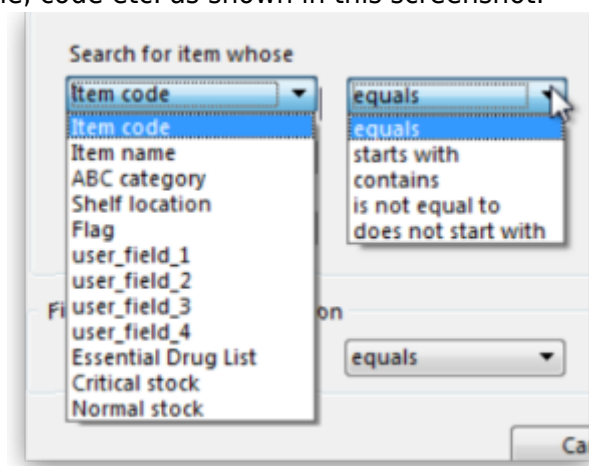 code etc. as shown in this screenshot.
Search for item whose
Item code
equals
Item code
Item name
ABC category
Shelf location
Flag
user_field_1
user_field_2
user_field_3
user_field_4
Essential Drug List
Critical stock
Normal stock
equals
starts with
contains
is not equal to
does not start with
on
equals